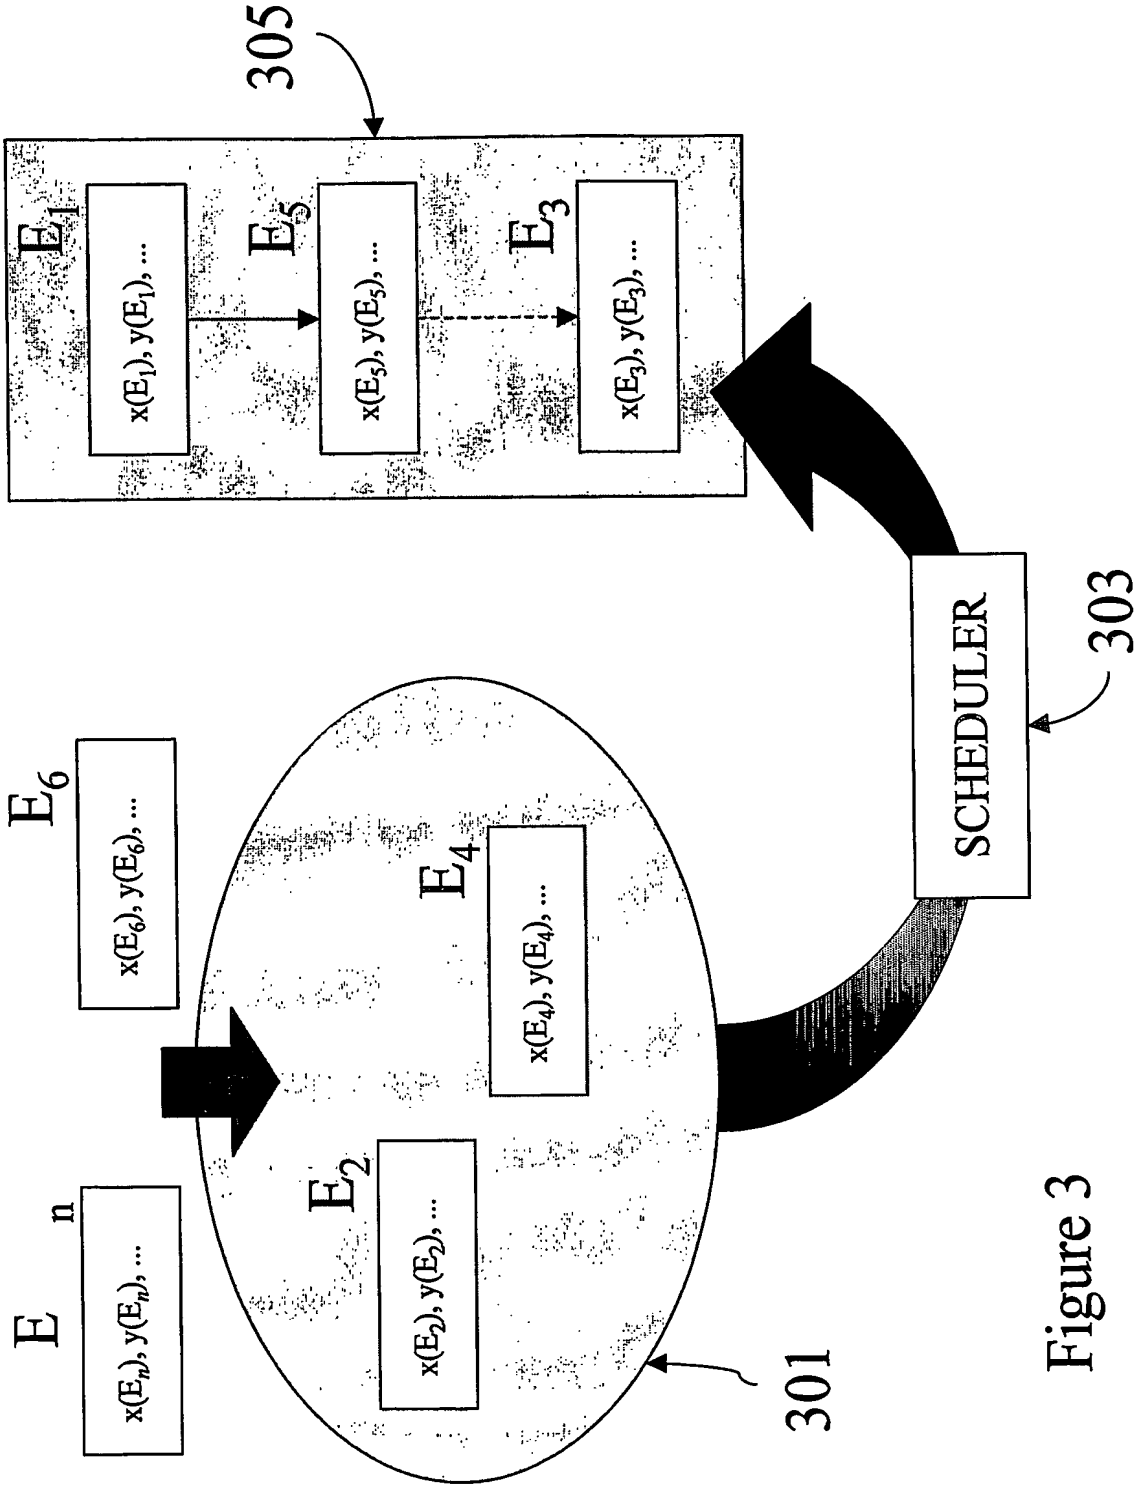 E₁
x(E₁), y(E₁), ...
E₅
x(E₅), y(E₅), ...
E₃
x(E₃), y(E₃), ...
305
E₆
x(E₆), y(E₆), ...
Eₙ
x(Eₙ), y(Eₙ), ...
E₄
x(E₄), y(E₄), ...
E₂
x(E₂), y(E₂), ...
301
SCHEDULER
303
Figure 3